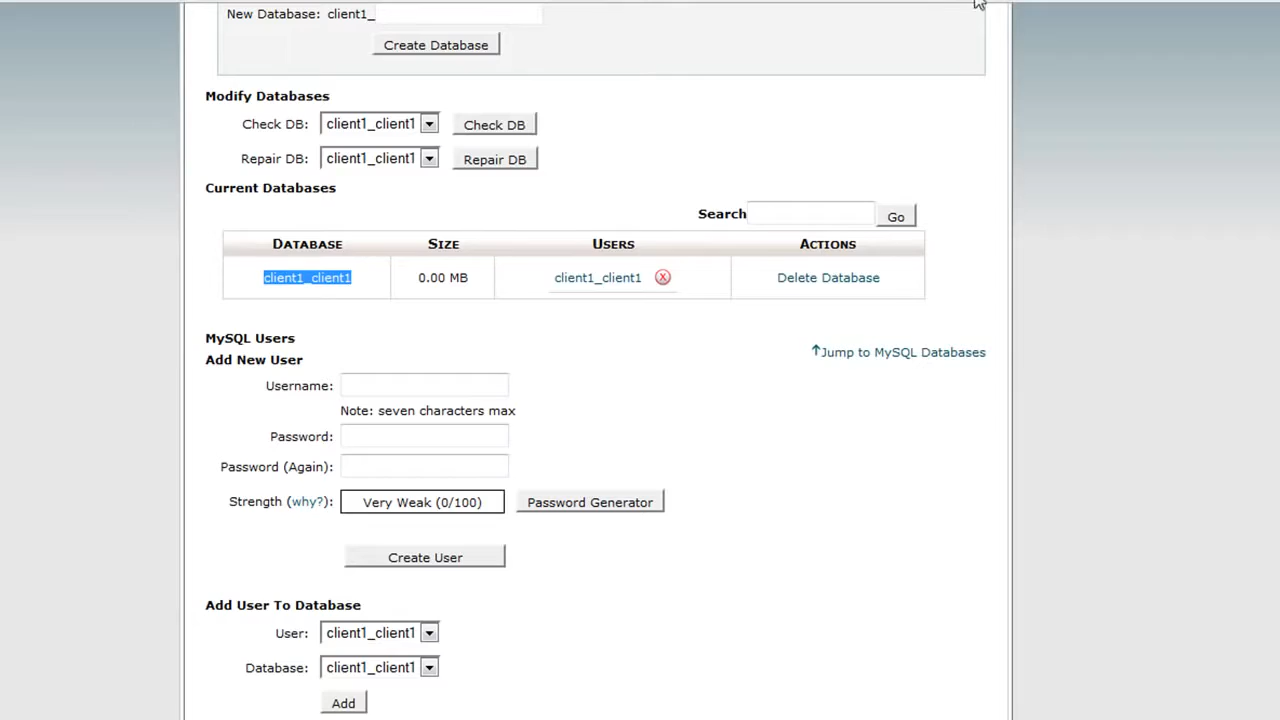 New Database: client1_
Create Database
Modify Databases
Check DB: client1_client1 Check DB
Repair DB: client1_client1 Repair DB
Current Databases
Search Go
DATABASE SIZE USERS ACTIONS
client1_client1 0.00 MB client1_client1 Delete Database
MySQL Users
Jump to MySQL Databases
Add New User
Username:
Note: seven characters max
Password:
Password (Again):
Strength (why?): Very Weak (0/100) Password Generator
Create User
Add User To Database
User: client1_client1
Database: client1_client1
Add